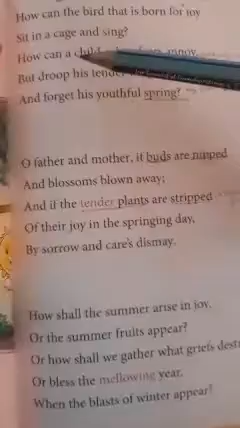 How can the bird that is born for joy
Sit in a cage and sing?
How can a annoy
But droop his tender
And forget his youthful spring?
O father and mother, if buds are nipped
And blossoms blown away;
And if the tender plants are stripped
Of their joy in the springing day,
By sorrow and care's dismay,
How shall the summer arise in joy,
Or the summer fruits appear?
Or how shall we gather what griefs
Or bless the mellowing year,
When the blasts of winter appear?